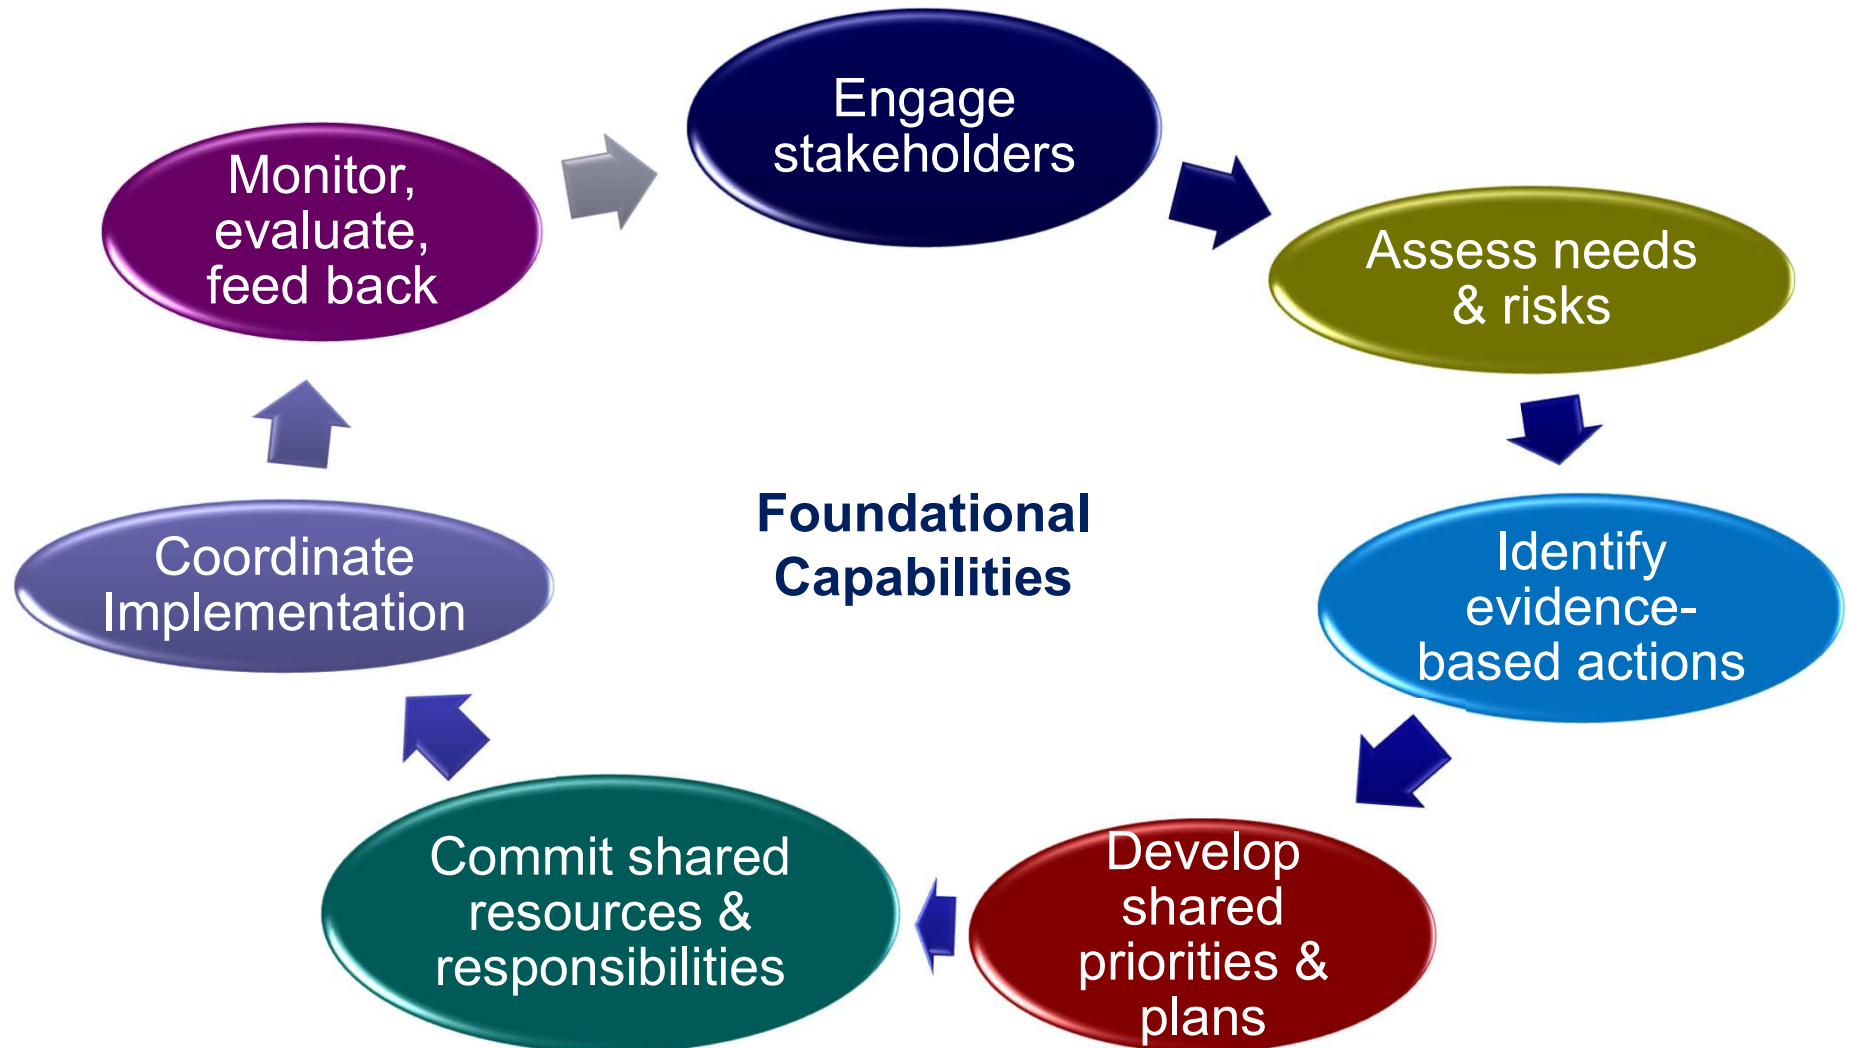 Engage
stakeholders
Assess needs
& risks
Identify
evidence-
based actions
Develop
shared
priorities &
plans
Commit shared
resources &
responsibilities
Coordinate
Implementation
Monitor,
evaluate,
feed back
Foundational
Capabilities